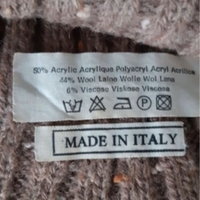 50% Acrylic Acrylique Polyacryl Acryl Acrilico
44% Wool Laine Wolle Wol Lana
6% Viscose Viskose Viscosa
MADE IN ITALY